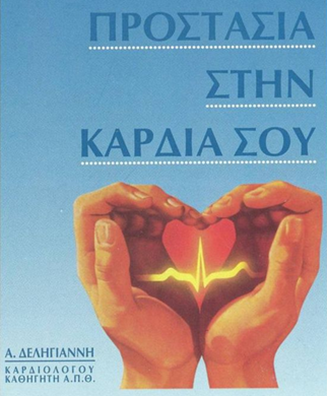 ΠΡΟΣΤΑΣΙΑ
ΣΤΗΝ
ΚΑΡΔΙΑ ΣΟΥ
Α. ΔΕΛΗΓΙΑΝΝΗ
ΚΑΡΔΙΟΛΟΓΟΥ
ΚΑΘΗΓΗΤΗ Α.Π.Θ.